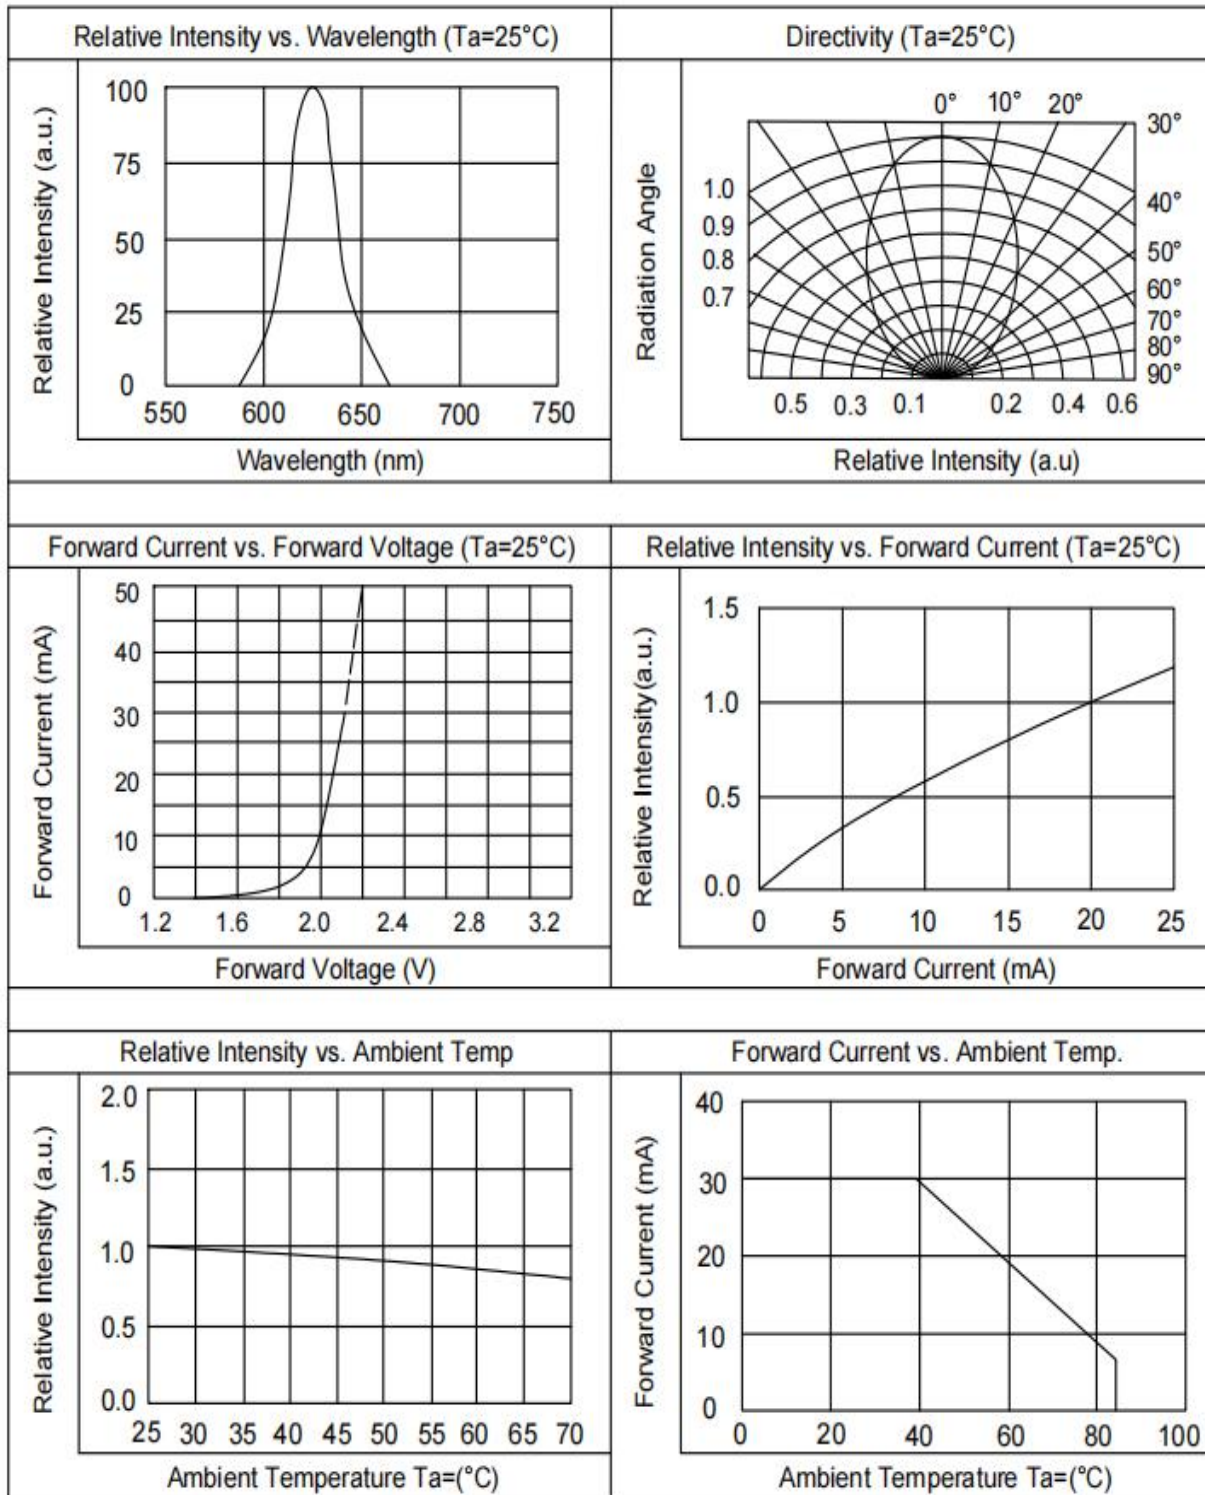 Relative Intensity vs. Wavelength (Ta=25°C)
Relative Intensity (a.u.)
100
75
50
25
0
550 600 650 700 750
Wavelength (nm)
Directivity (Ta=25°C)
Radiation Angle
0° 10° 20°
30°
40°
50°
60°
70°
80°
90°
1.0
0.9
0.8
0.7
0.5 0.3 0.1 0.2 0.4 0.6
Relative Intensity (a.u)
Forward Current vs. Forward Voltage (Ta=25°C)
Forward Current (mA)
50
40
30
20
10
0
1.2 1.6 2.0 2.4 2.8 3.2
Forward Voltage (V)
Relative Intensity vs. Forward Current (Ta=25°C)
Relative Intensity(a.u.)
1.5
1.0
0.5
0.0
0 5 10 15 20 25
Forward Current (mA)
Relative Intensity vs. Ambient Temp
Relative Intensity (a.u.)
2.0
1.5
1.0
0.5
0.0
25 30 35 40 45 50 55 60 65 70
Ambient Temperature Ta=(°C)
Forward Current vs. Ambient Temp.
Forward Current (mA)
40
30
20
10
0
0 20 40 60 80 100
Ambient Temperature Ta=(°C)